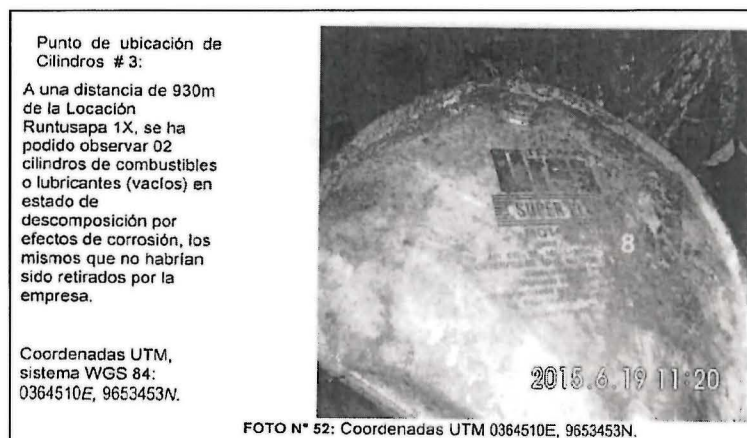 Punto de ubicación de
Cilindros # 3:
A una distancia de 930m
de la Locación
Runtusapa 1X, se ha
podido observar 02
cilindros de combustibles
o lubricantes (vacíos) en
estado de
descomposición por
efectos de corrosión, los
mismos que no habrían
sido retirados por la
empresa.
Coordenadas UTM,
sistema WGS 84:
0364510E, 9653453N.
SUPER
8
2015.6.19 11:20
FOTO N° 52: Coordenadas UTM 0364510E, 9653453N.